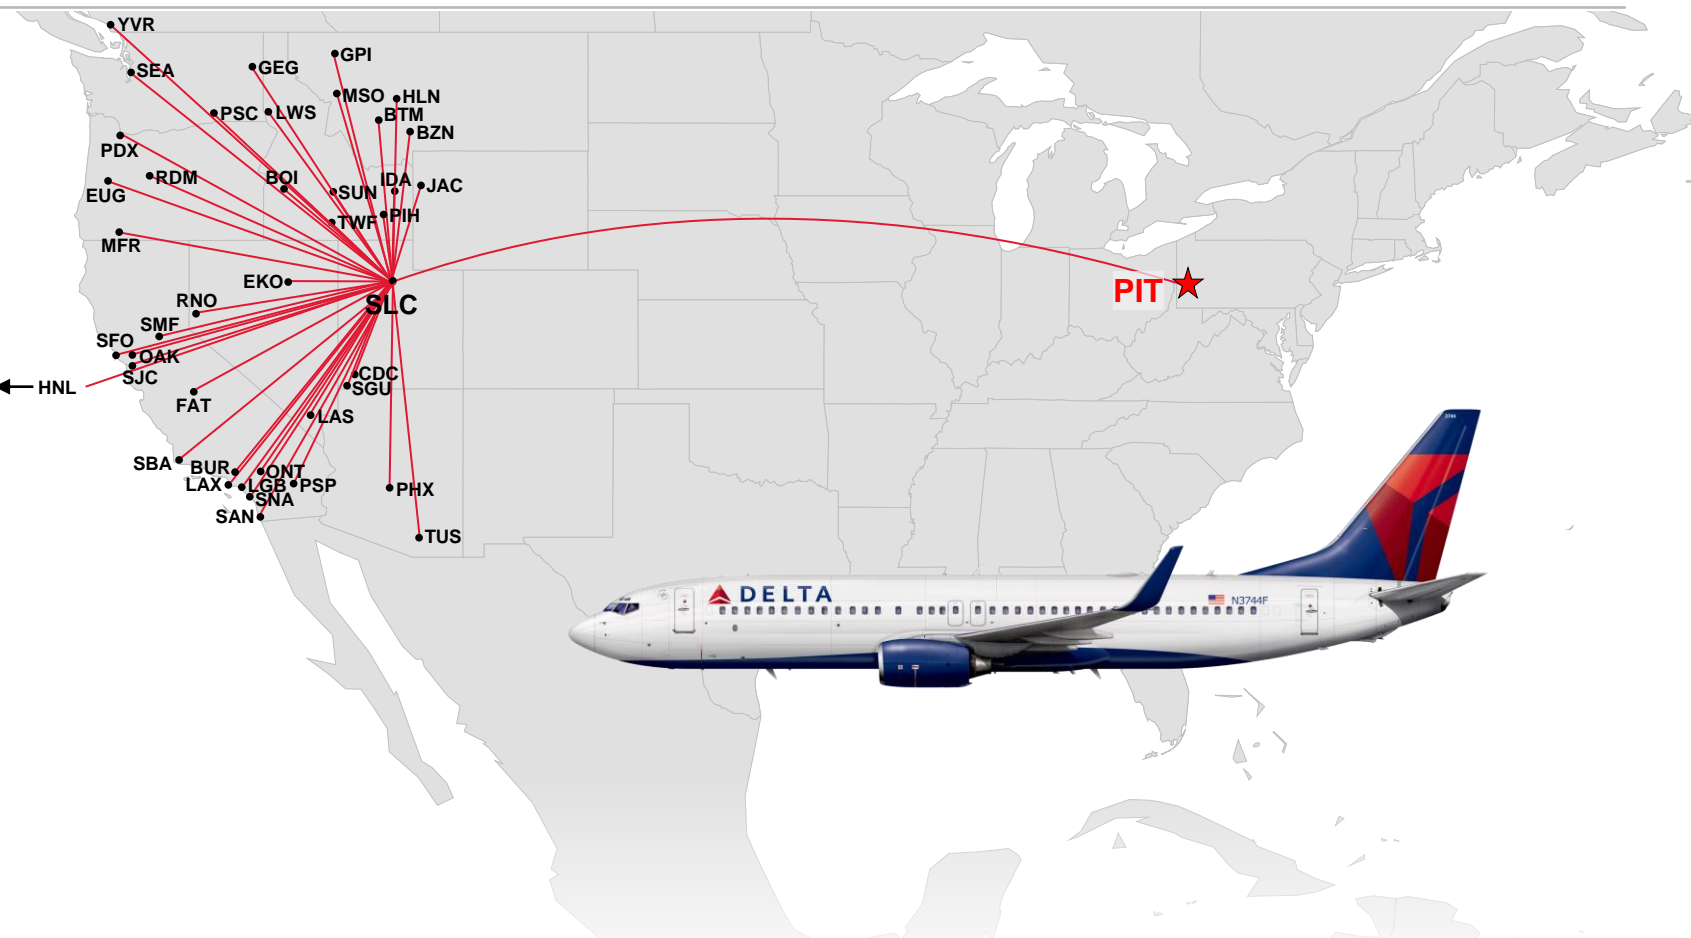 YVR
GPI
SEA
GEG
MSO
HLN
PSC
LWS
BTM
BZN
PDX
RDM
BOI
IDA
JAC
EUG
SUN
PIH
TWF
MFR
EKO
PIT
RNO
SLC
SMF
SFO
OAK
SJC
CDC
HNL
SGU
FAT
LAS
SBA
BUR
ONT
LAX
LGB
PSP
PHX
SNA
SAN
TUS
3744
DELTA
N3744F